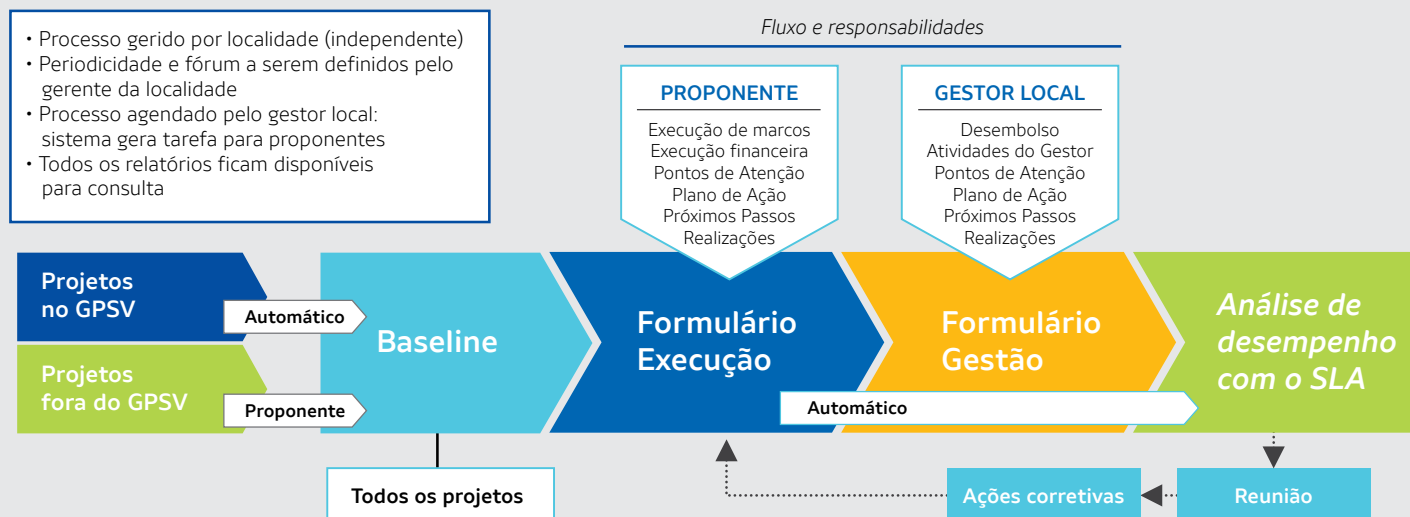 • Processo gerido por localidade (independente)
• Periodicidade e fórum a serem definidos pelo
gerente da localidade
• Processo agendado pelo gestor local:
sistema gera tarefa para proponentes
• Todos os relatórios ficam disponíveis
para consulta
Fluxo e responsabilidades
PROPONENTE
Execução de marcos
Execução financeira
Pontos de Atenção
Plano de Ação
Próximos Passos
Realizações
GESTOR LOCAL
Desembolso
Atividades do Gestor
Pontos de Atenção
Plano de Ação
Próximos Passos
Realizações
Projetos
no GPSV
Automático
Projetos
fora do GPSV
Proponente
Baseline
Formulário
Execução
Formulário
Gestão
Automático
Análise de
desempenho
com o SLA
Todos os projetos
Ações corretivas
Reunião